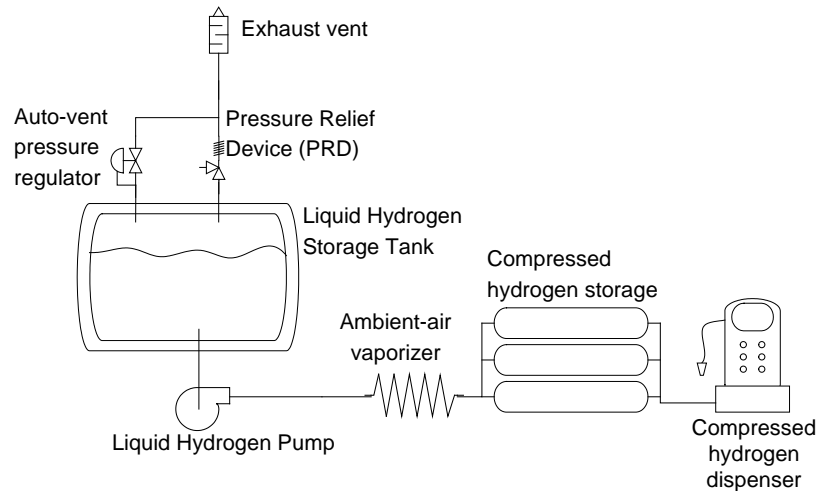 Exhaust vent
Auto-vent
pressure
regulator
Pressure Relief
Device (PRD)
Liquid Hydrogen
Storage Tank
Compressed
hydrogen storage
Ambient-air
vaporizer
Liquid Hydrogen Pump
Compressed
hydrogen
dispenser